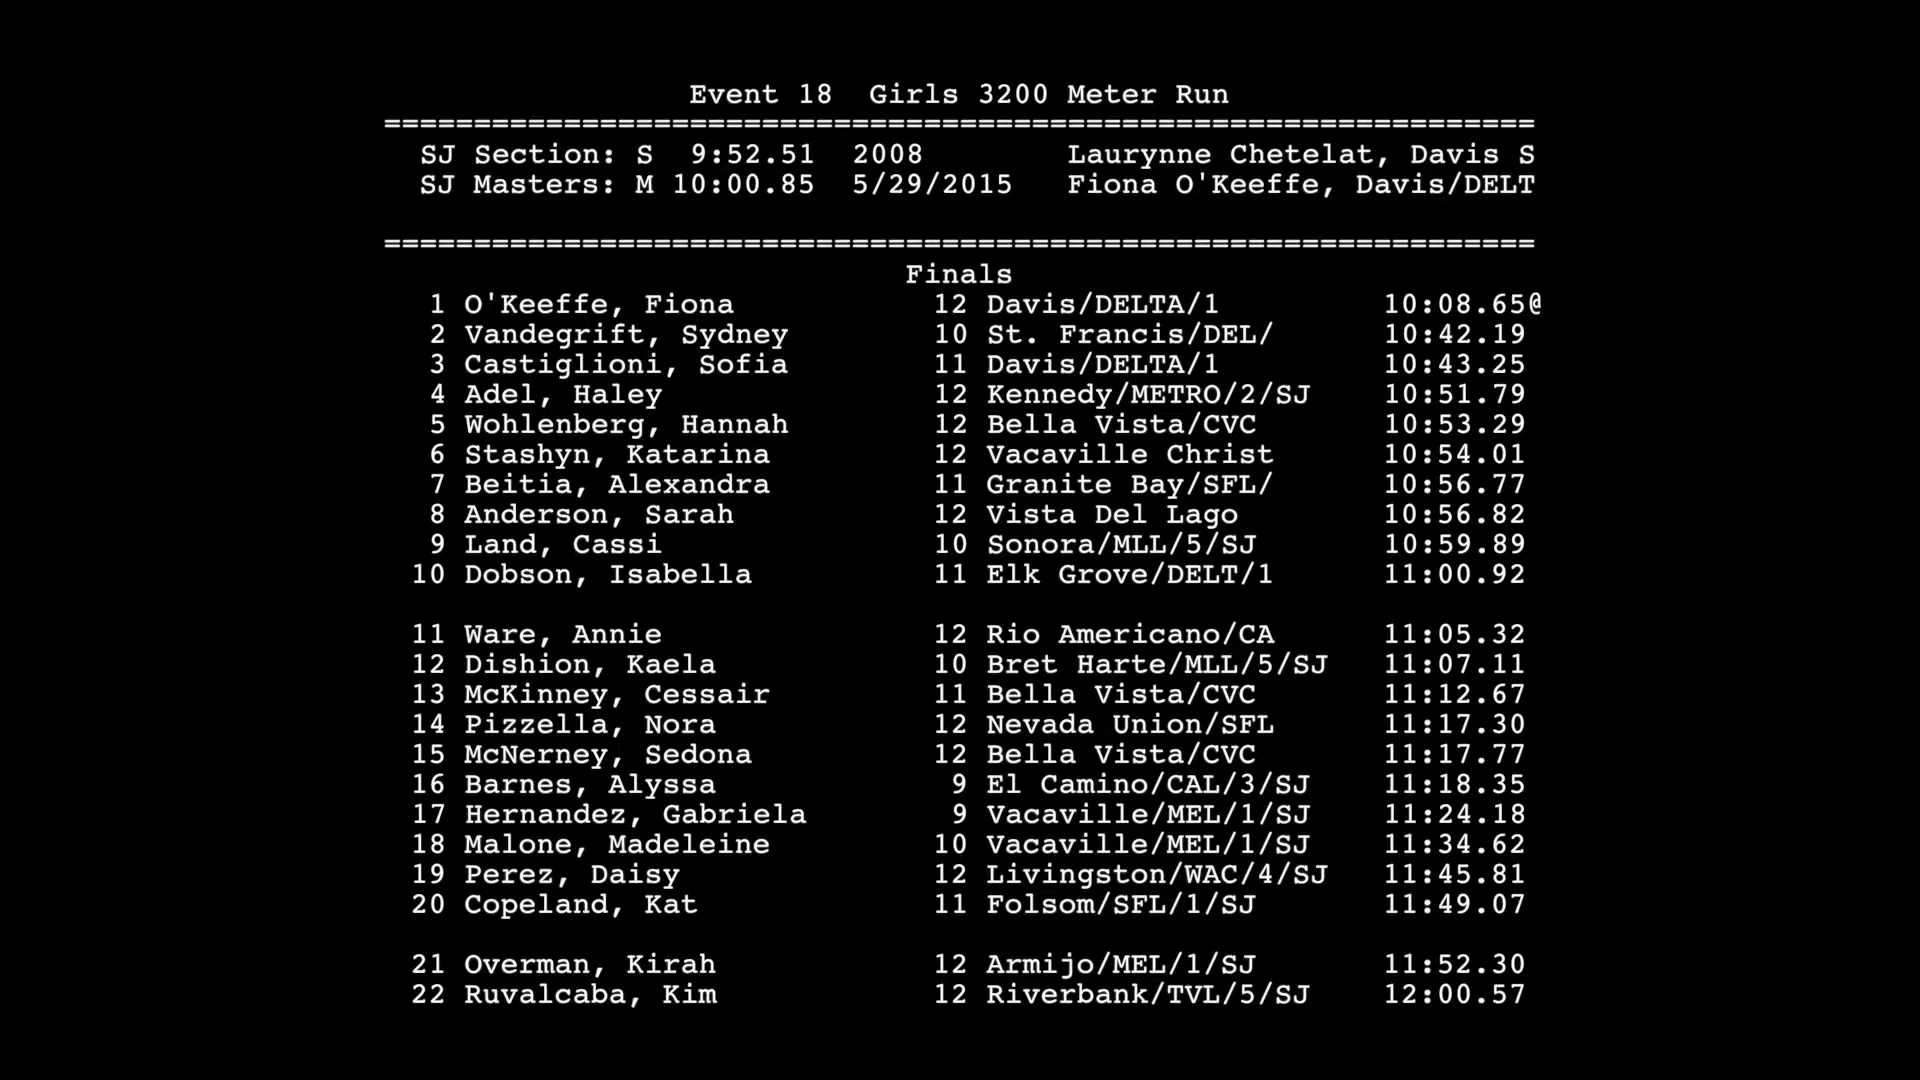 Event 18  Girls 3200 Meter Run
================================================================
SJ Section: S  9:52.51  2008        Laurynne Chetelat, Davis S
SJ Masters: M 10:00.85  5/29/2015   Fiona O'Keeffe, Davis/DELT
================================================================
Finals
1 O'Keeffe, Fiona           12 Davis/DELTA/1         10:08.65@
2 Vandegrift, Sydney        10 St. Francis/DEL/      10:42.19
3 Castiglioni, Sofia        11 Davis/DELTA/1         10:43.25
4 Adel, Haley               12 Kennedy/METRO/2/SJ    10:51.79
5 Wohlenberg, Hannah        12 Bella Vista/CVC       10:53.29
6 Stashyn, Katarina         12 Vacaville Christ      10:54.01
7 Beitia, Alexandra         11 Granite Bay/SFL/      10:56.77
8 Anderson, Sarah           12 Vista Del Lago        10:56.82
9 Land, Cassi               10 Sonora/MLL/5/SJ       10:59.89
10 Dobson, Isabella          11 Elk Grove/DELT/1      11:00.92
11 Ware, Annie               12 Rio Americano/CA      11:05.32
12 Dishion, Kaela            10 Bret Harte/MLL/5/SJ   11:07.11
13 McKinney, Cessair         11 Bella Vista/CVC       11:12.67
14 Pizzella, Nora            12 Nevada Union/SFL      11:17.30
15 McNerney, Sedona          12 Bella Vista/CVC       11:17.77
16 Barnes, Alyssa             9 El Camino/CAL/3/SJ    11:18.35
17 Hernandez, Gabriela        9 Vacaville/MEL/1/SJ    11:24.18
18 Malone, Madeleine         10 Vacaville/MEL/1/SJ    11:34.62
19 Perez, Daisy              12 Livingston/WAC/4/SJ   11:45.81
20 Copeland, Kat             11 Folsom/SFL/1/SJ       11:49.07
21 Overman, Kirah            12 Armijo/MEL/1/SJ       11:52.30
22 Ruvalcaba, Kim            12 Riverbank/TVL/5/SJ    12:00.57